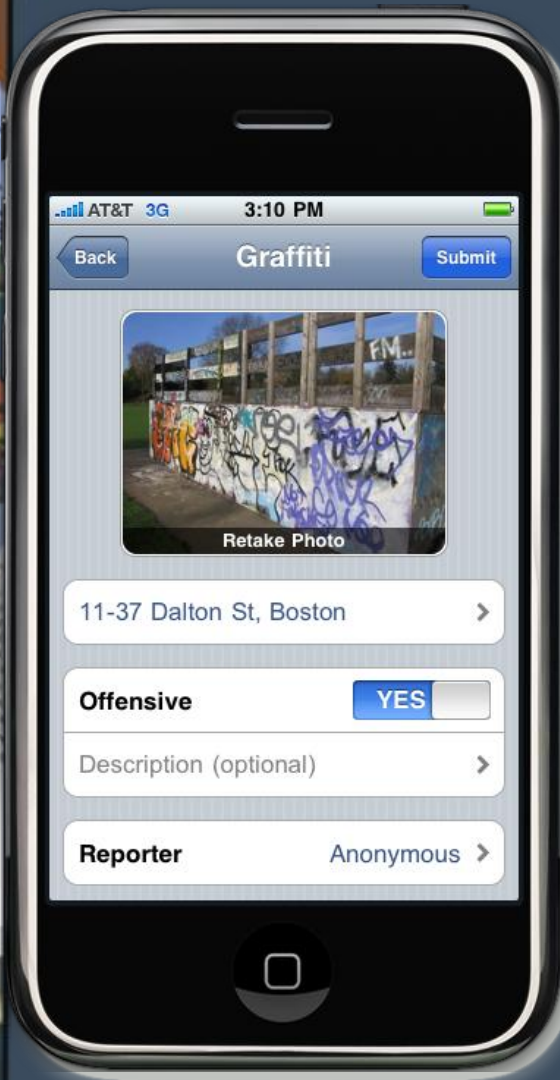 AT&T 3G 3:10 PM
Back Graffiti Submit
FM..
Retake Photo
11-37 Dalton St, Boston
Offensive YES
Description (optional)
Reporter Anonymous